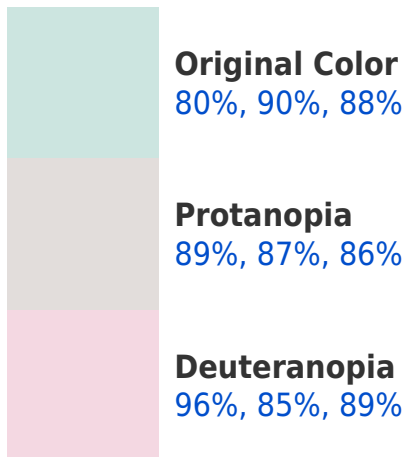 Original Color
80%, 90%, 88%
Protanopia
89%, 87%, 86%
Deuteranopia
96%, 85%, 89%